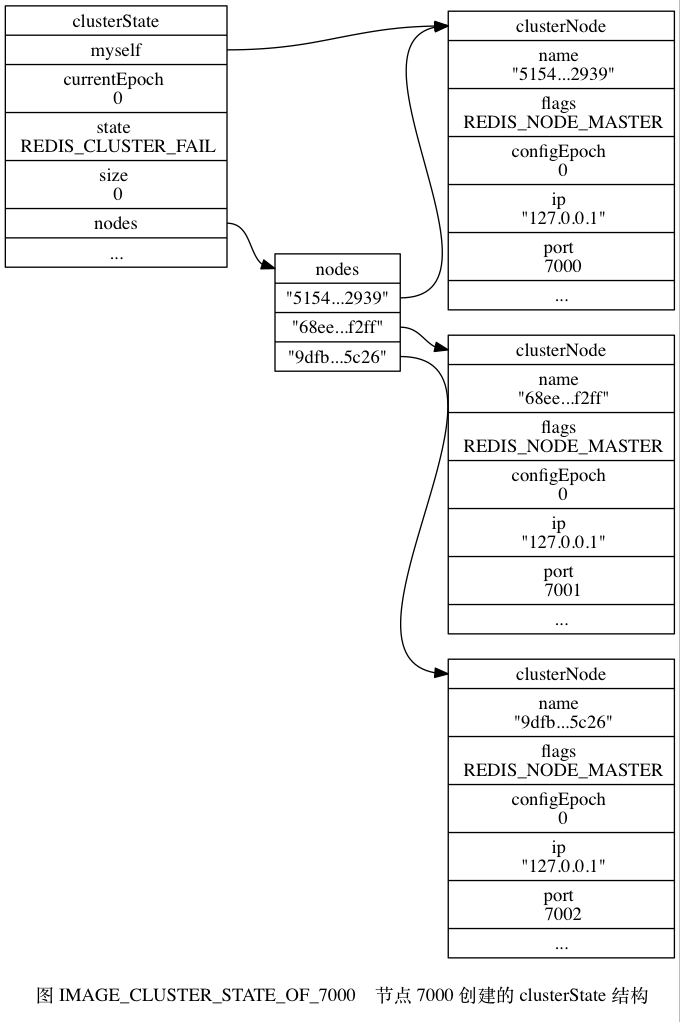 clusterState
myself
currentEpoch
0
state
REDIS_CLUSTER_FAIL
size
0
nodes
...
nodes
"5154...2939"
"68ee...f2ff"
"9dfb...5c26"
clusterNode
name
"5154...2939"
flags
REDIS_NODE_MASTER
configEpoch
0
ip
"127.0.0.1"
port
7000
...
clusterNode
name
"68ee...f2ff"
flags
REDIS_NODE_MASTER
configEpoch
0
ip
"127.0.0.1"
port
7001
...
clusterNode
name
"9dfb...5c26"
flags
REDIS_NODE_MASTER
configEpoch
0
ip
"127.0.0.1"
port
7002
...
图 IMAGE_CLUSTER_STATE_OF_7000 节点 7000 创建的 clusterState 结构